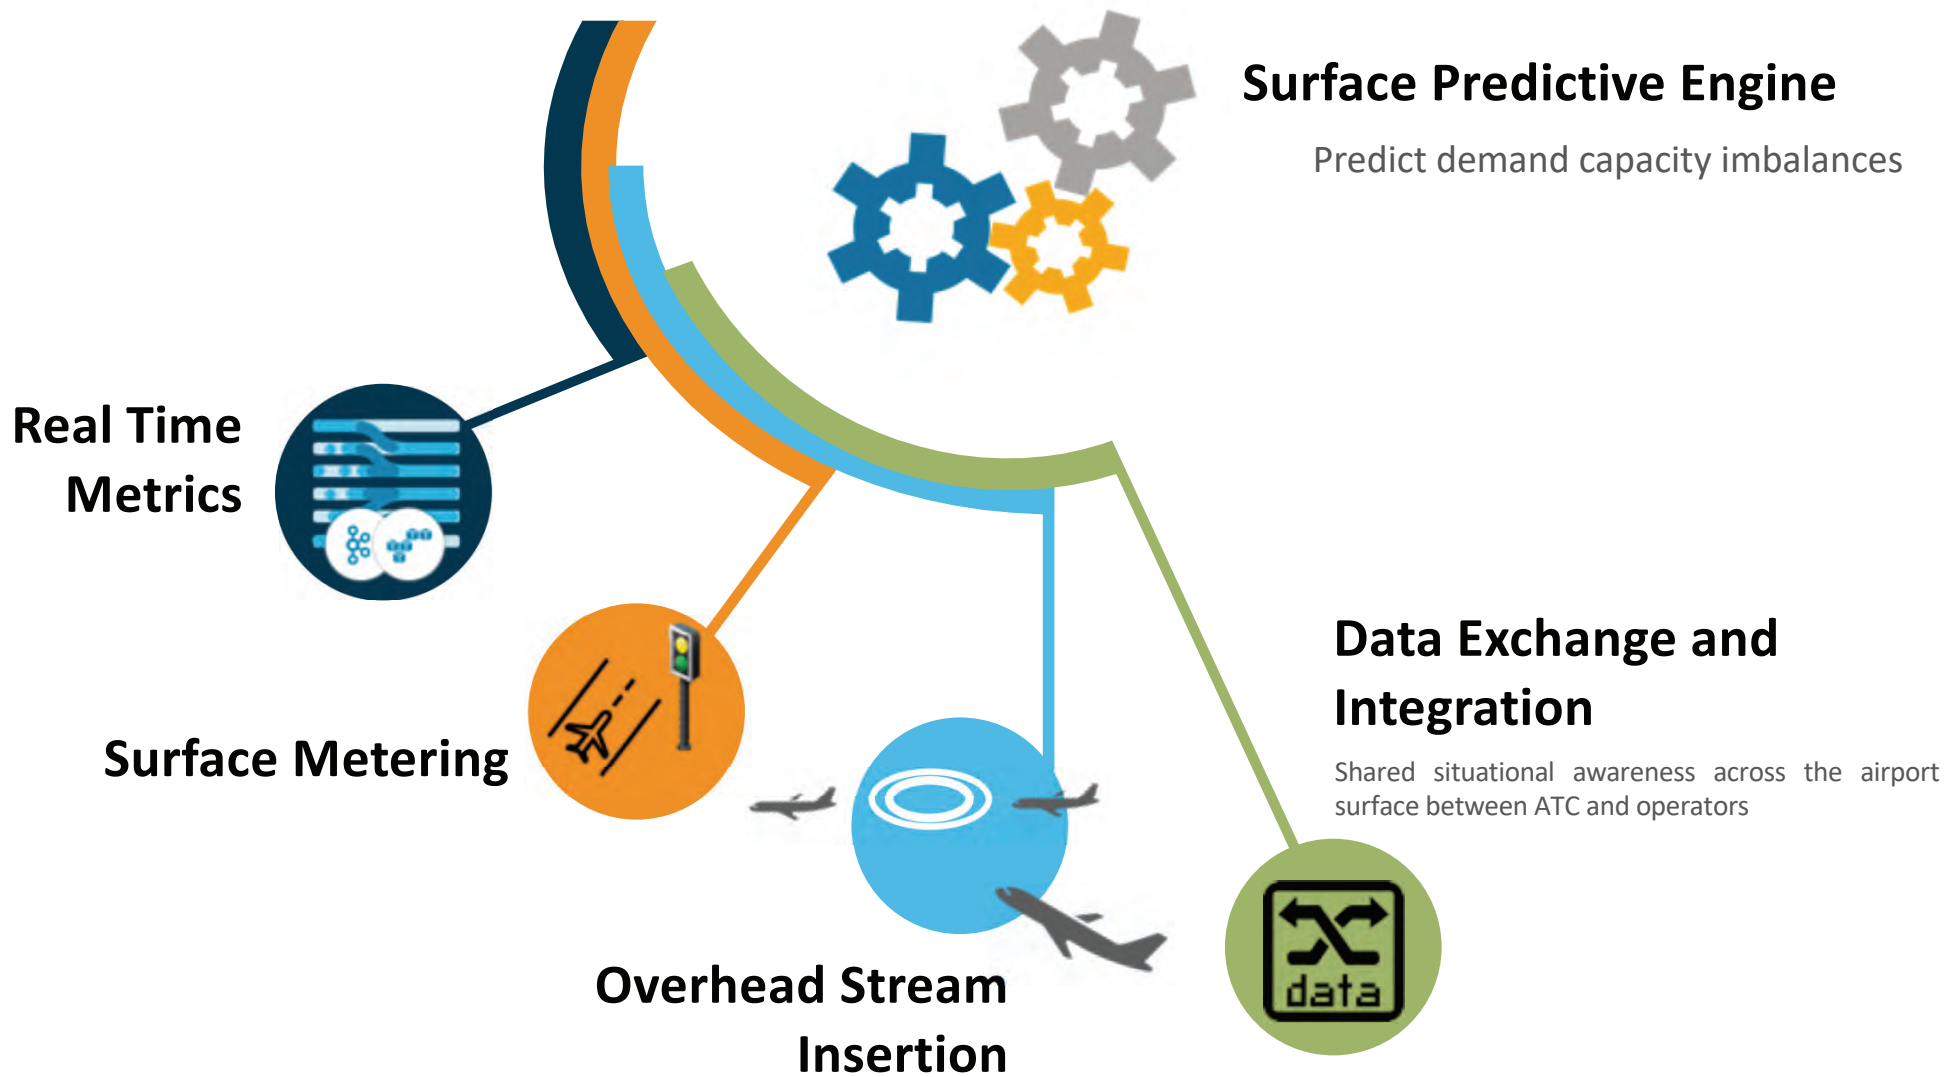 Surface Predictive Engine
Predict demand capacity imbalances
Real Time
Metrics
Surface Metering
Overhead Stream
Insertion
Data Exchange and
Integration
Shared situational awareness across the airport
surface between ATC and operators
data